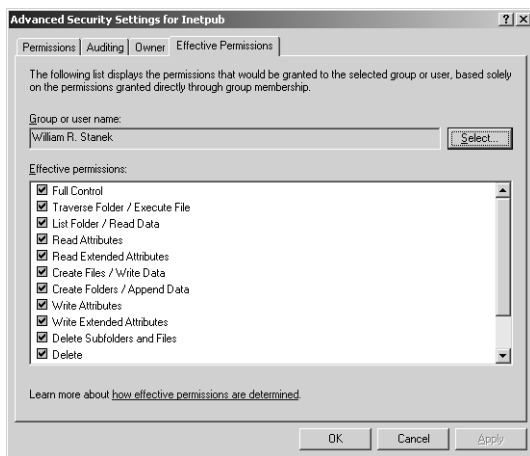 Advanced Security Settings for Inetpub
Permissions
Auditing
Owner
Effective Permissions
The following list displays the permissions that would be granted to the selected group or user, based solely
on the permissions granted directly through group membership.
Group or user name:
William R. Stanek
Select...
Effective permissions:
Full Control
Traverse Folder / Execute File
List Folder / Read Data
Read Attributes
Read Extended Attributes
Create Files / Write Data
Create Folders / Append Data
Write Attributes
Write Extended Attributes
Delete Subfolders and Files
Delete
Learn more about how effective permissions are determined.
OK
Cancel
Apply